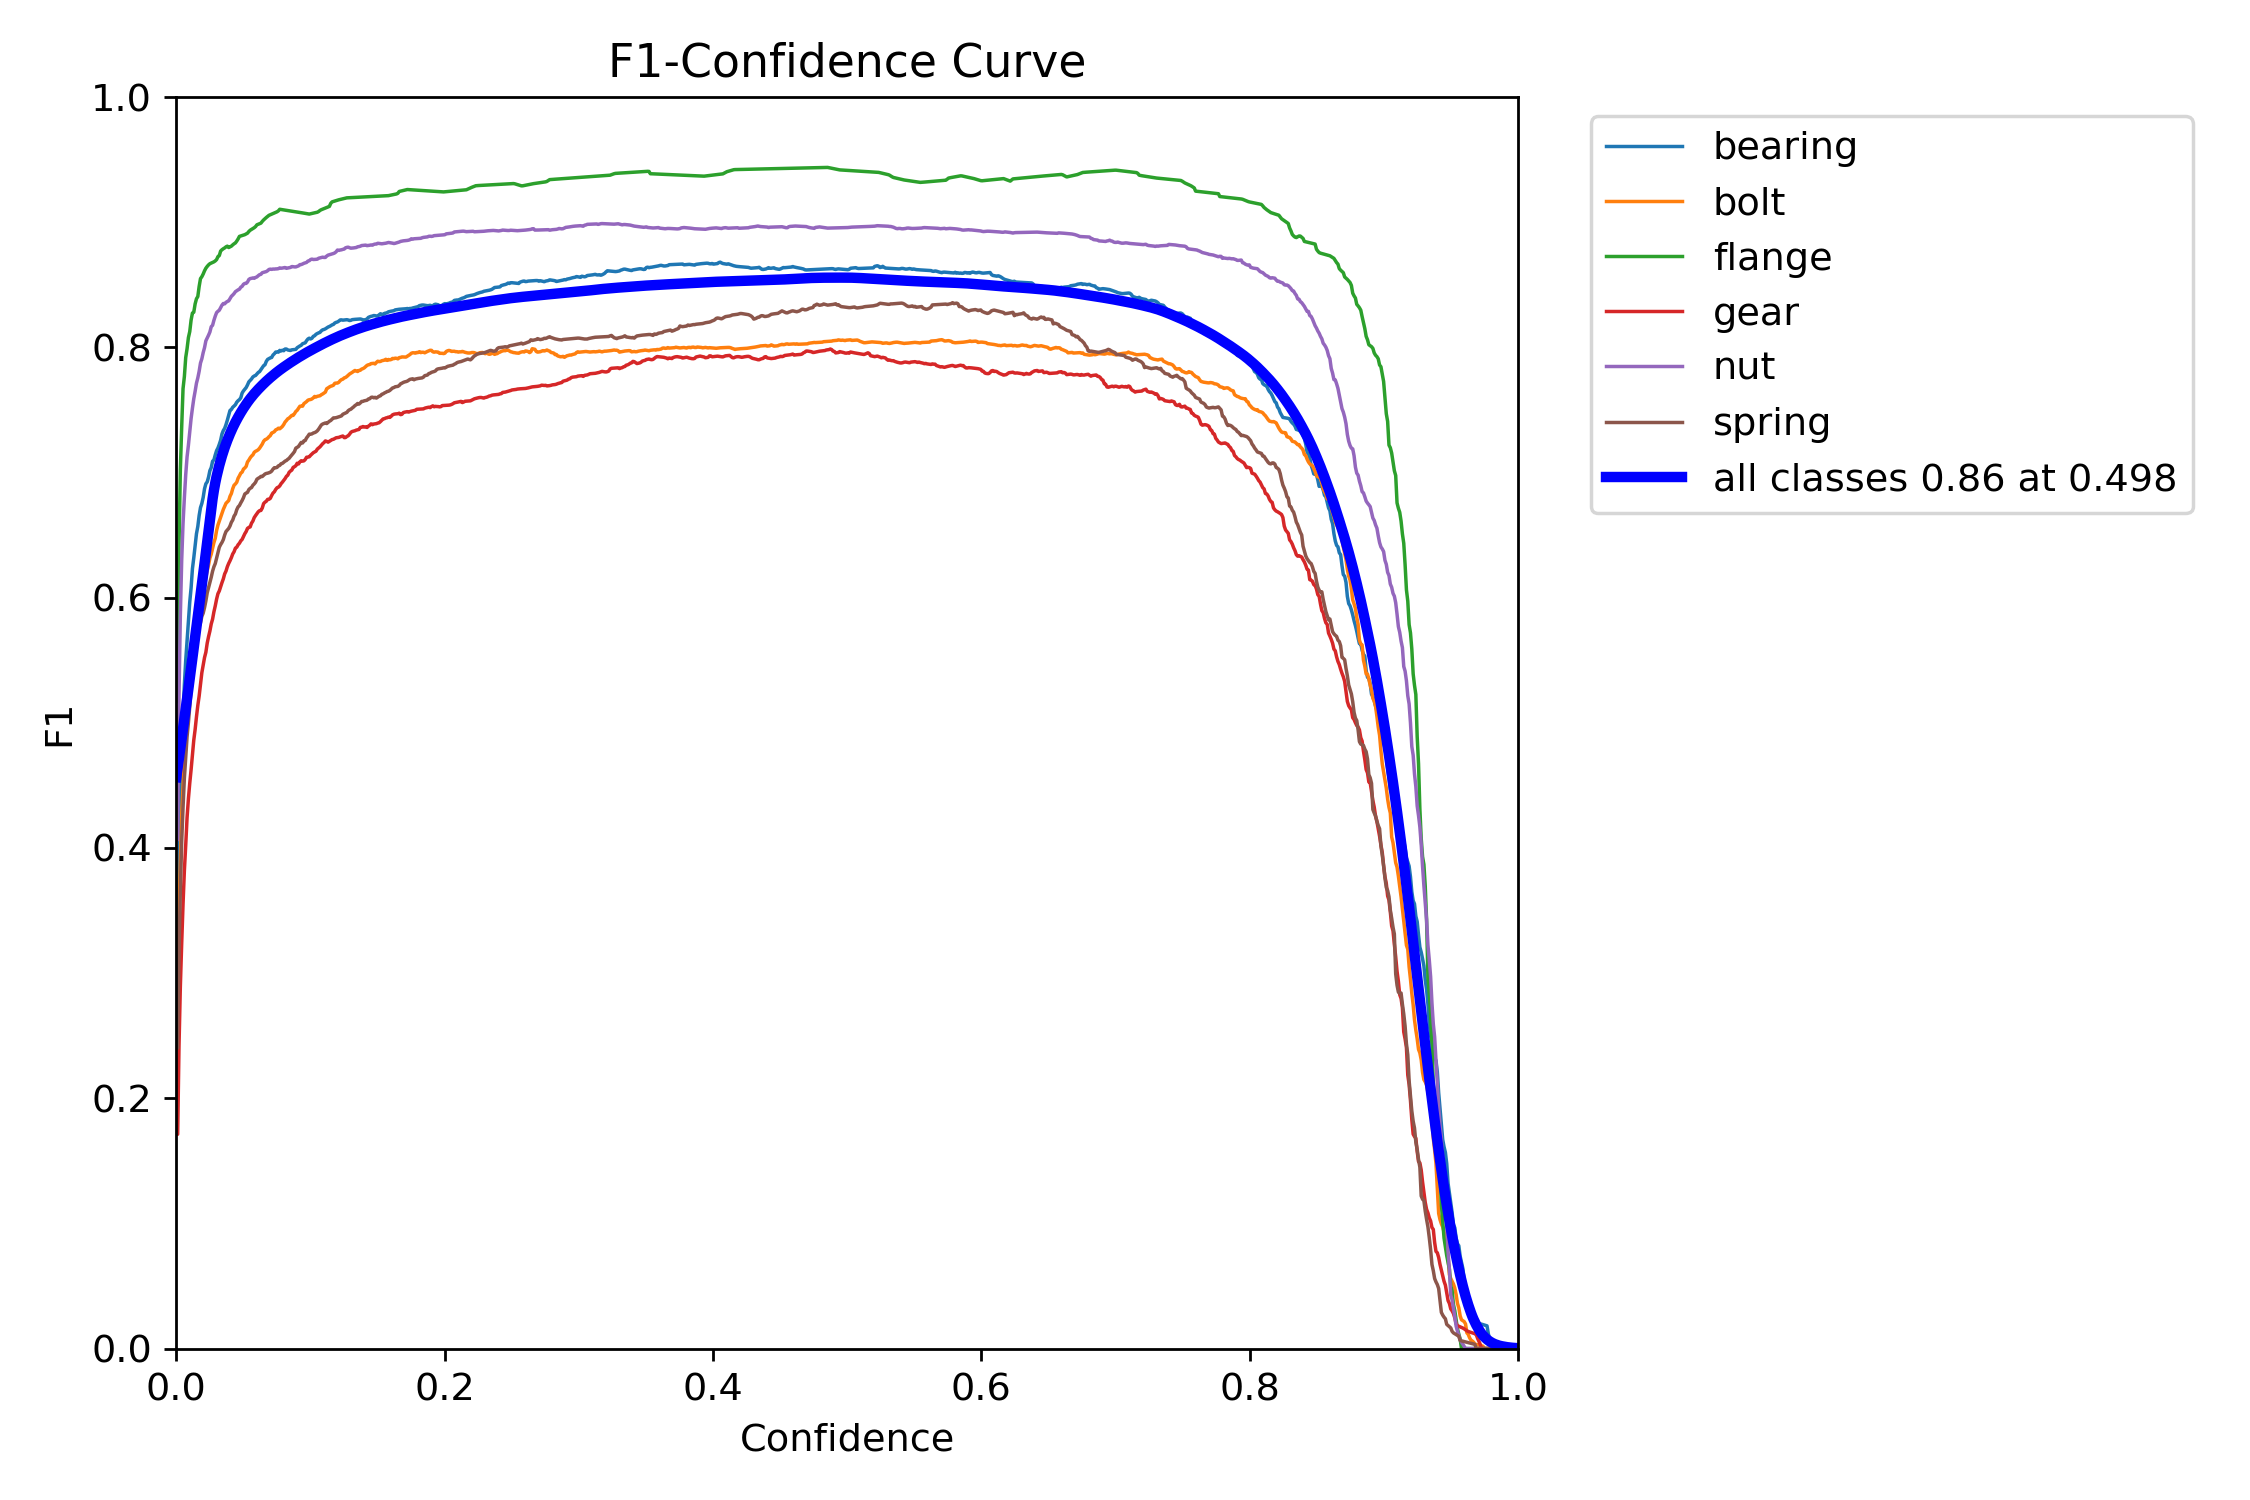 F1-Confidence Curve
1.0
0.8
0.6
0.4
0.2
0.0
F1
0.0 0.2 0.4 0.6 0.8 1.0
Confidence
bearing
bolt
flange
gear
nut
spring
all classes 0.86 at 0.498